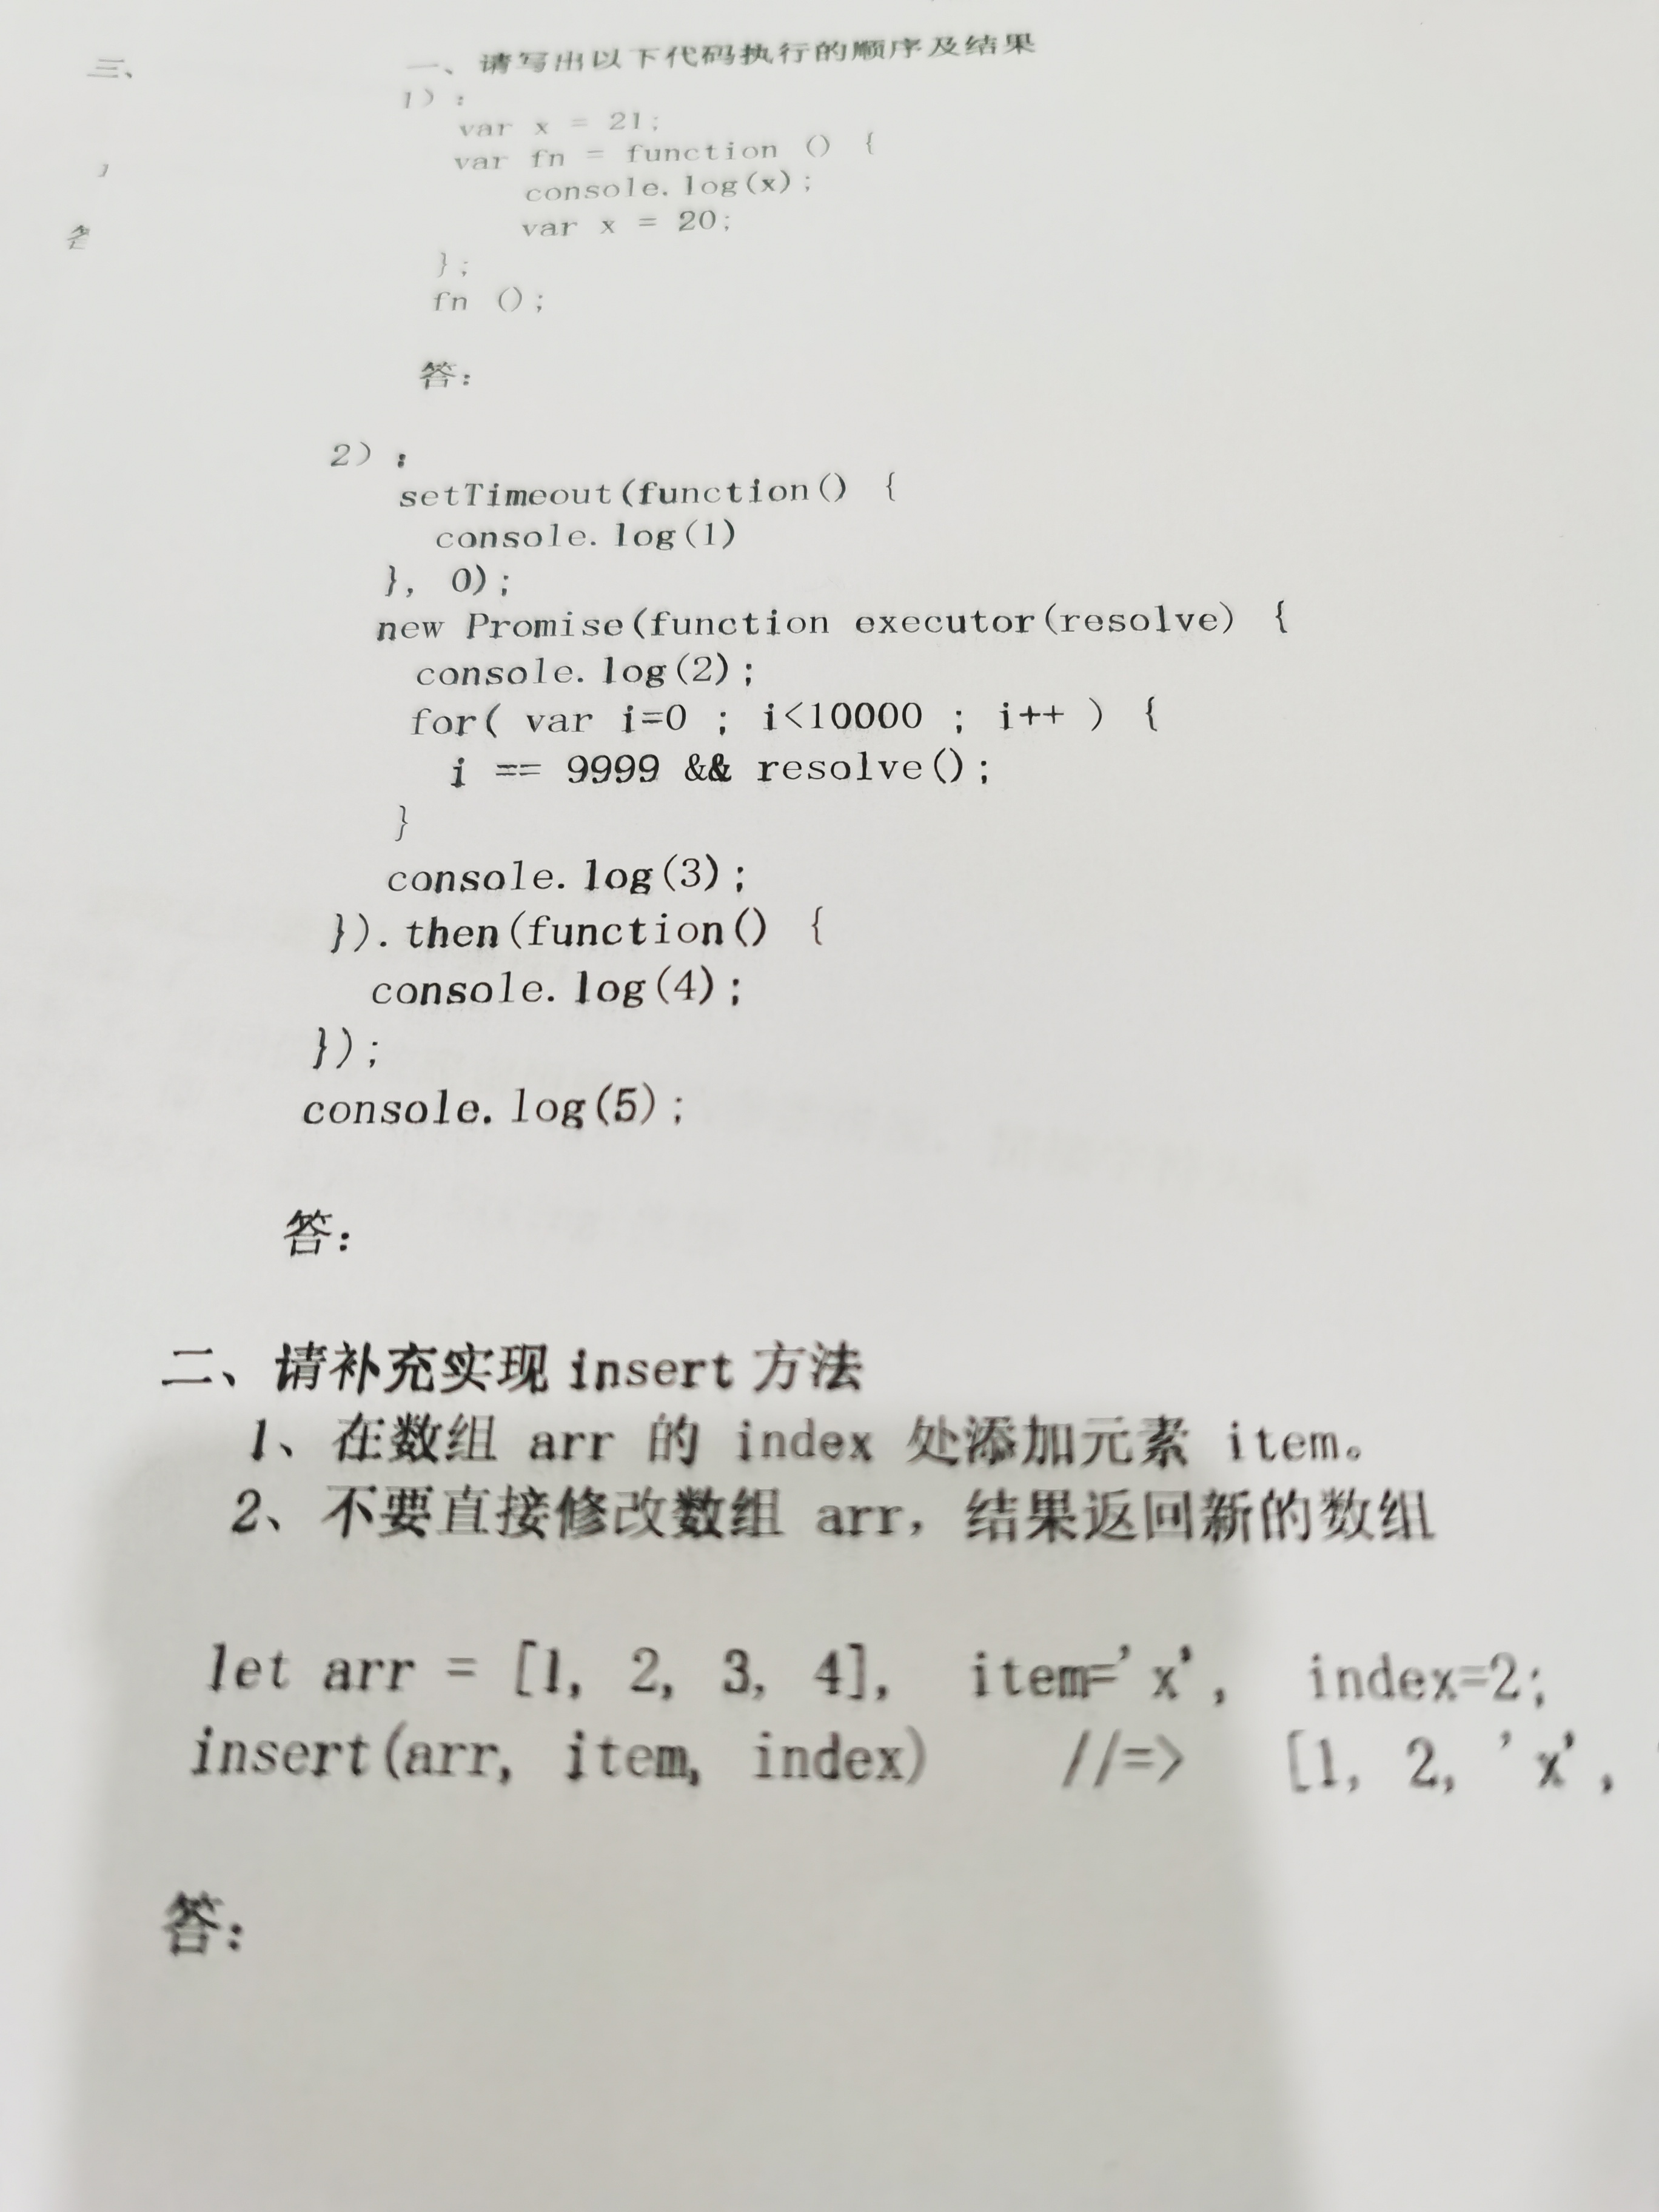 三、
一、请写出以下代码执行的顺序及结果
1）：
var x = 21;
var fn = function () {
console.log(x);
var x = 20;
};
fn ();
答：
2）：
setTimeout(function() {
console.log(1)
}, 0);
new Promise(function executor(resolve) {
console.log(2);
for( var i=0 ; i<10000 ; i++ ) {
i == 9999 && resolve();
}
console.log(3);
}).then(function() {
console.log(4);
});
console.log(5);
答：
二、请补充实现 insert 方法
1、在数组 arr 的 index 处添加元素 item。
2、不要直接修改数组 arr，结果返回新的数组
let arr = [1, 2, 3, 4], item='x', index=2;
insert(arr, item, index) //=> [1, 2, 'x',
答：